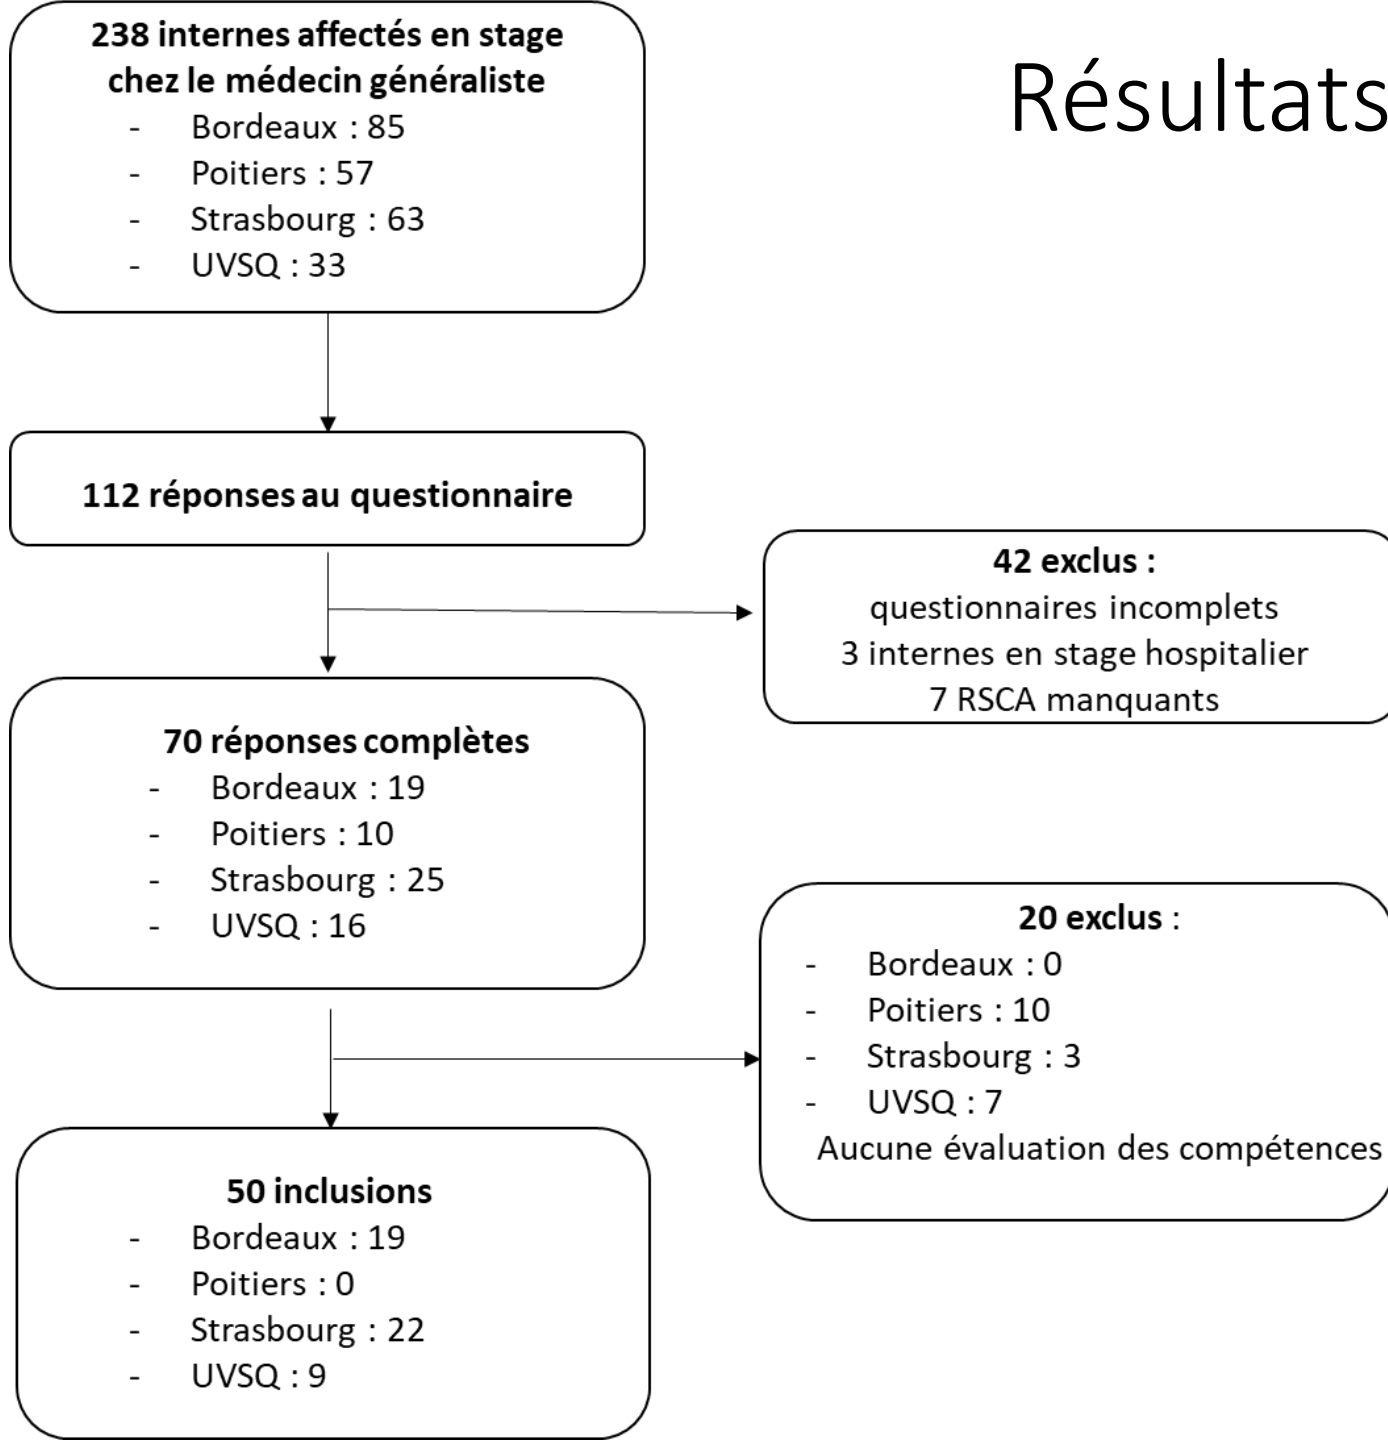 Résultats
238 internes affectés en stage
chez le médecin généraliste
- Bordeaux : 85
- Poitiers : 57
- Strasbourg : 63
- UVSQ : 33
112 réponses au questionnaire
42 exclus :
questionnaires incomplets
3 internes en stage hospitalier
7 RSCA manquants
70 réponses complètes
- Bordeaux : 19
- Poitiers : 10
- Strasbourg : 25
- UVSQ : 16
20 exclus :
- Bordeaux : 0
- Poitiers : 10
- Strasbourg : 3
- UVSQ : 7
Aucune évaluation des compétences
50 inclusions
- Bordeaux : 19
- Poitiers : 0
- Strasbourg : 22
- UVSQ : 9